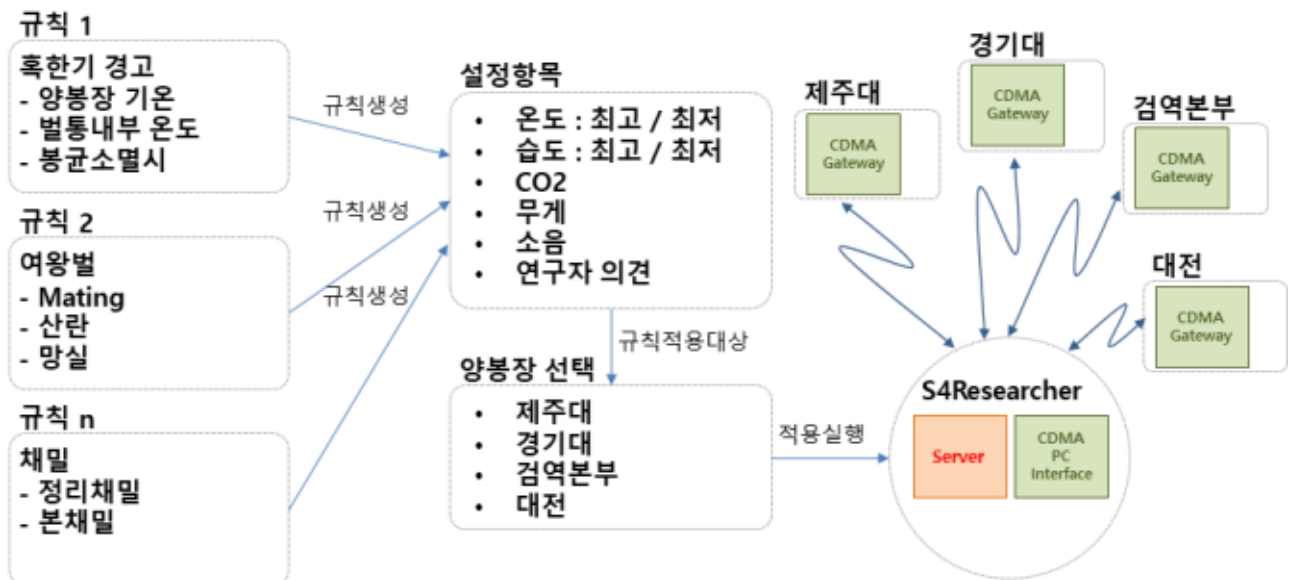 규칙 1
혹한기 경고
- 양봉장 기온
- 벌통내부 온도
- 봉균소멸시
규칙 2
여왕벌
- Mating
- 산란
- 망실
규칙 n
채밀
- 정리채밀
- 본채밀
규칙생성
규칙생성
규칙생성
설정항목
• 온도 : 최고 / 최저
• 습도 : 최고 / 최저
• CO2
• 무게
• 소음
• 연구자 의견
규칙적용대상
양봉장 선택
• 제주대
• 경기대
• 검역본부
• 대전
적용실행
제주대
CDMA
Gateway
경기대
CDMA
Gateway
검역본부
CDMA
Gateway
대전
CDMA
Gateway
S4Researcher
Server
CDMA
PC
Interface